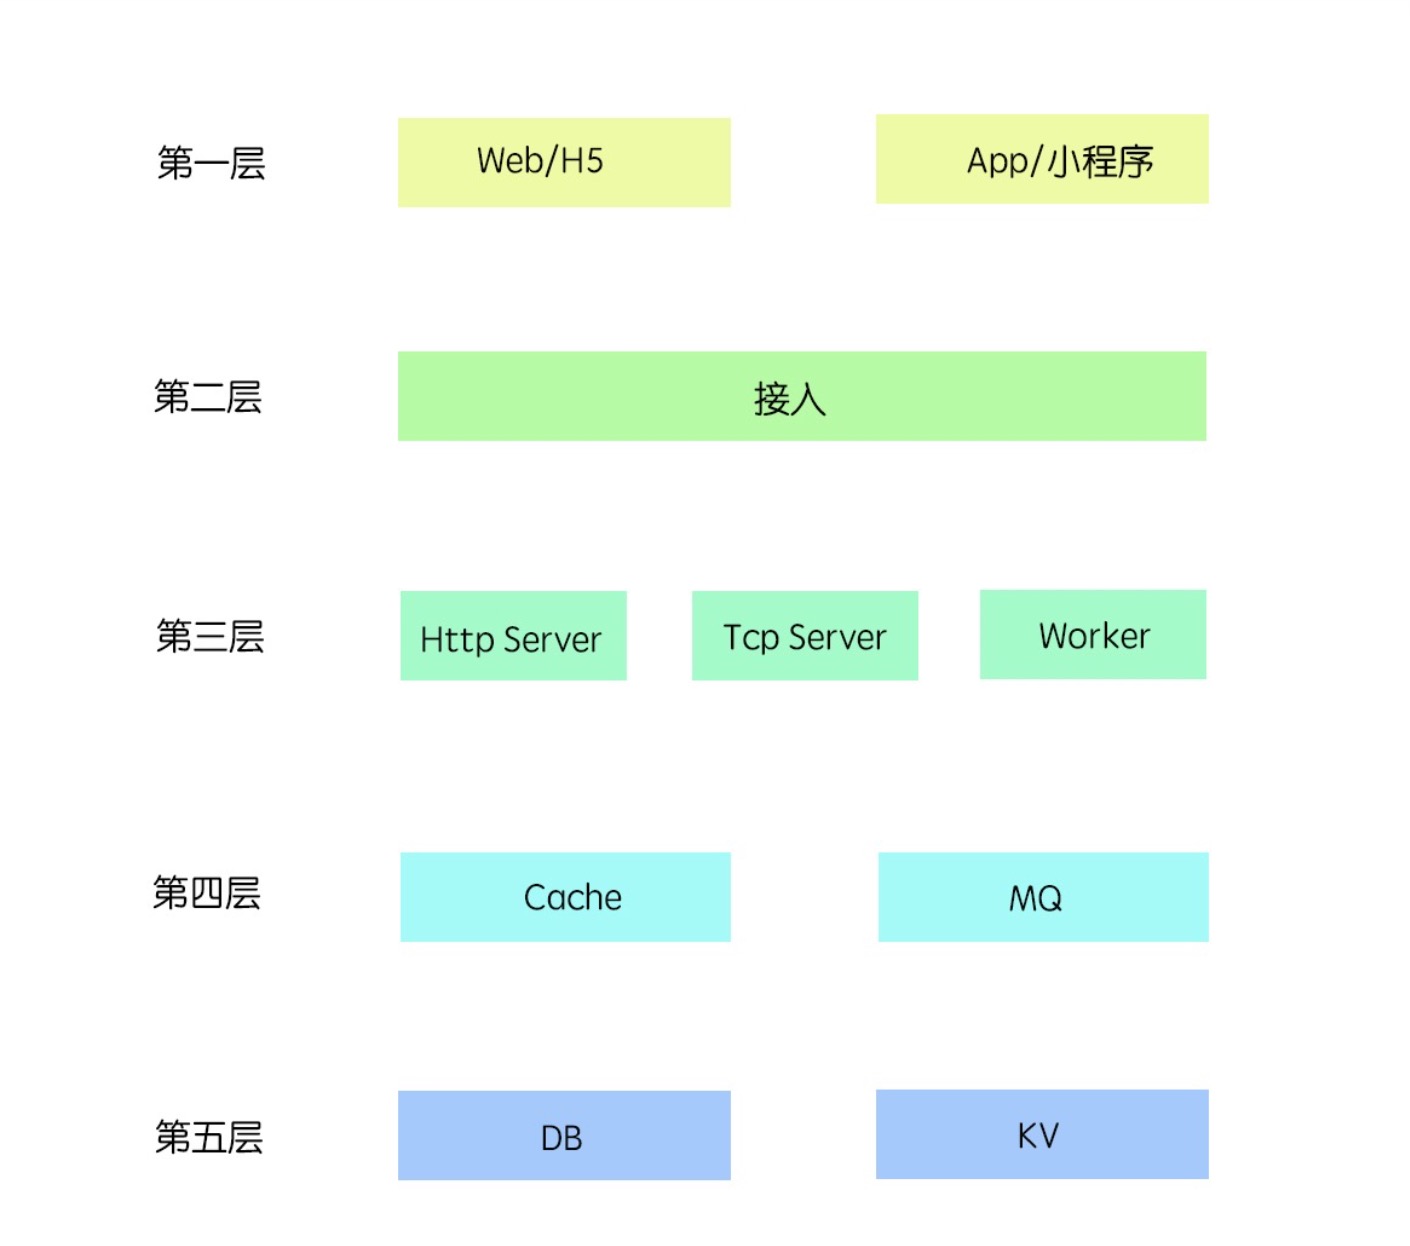 第一层 Web/H5 App/小程序
第二层 接入
第三层 Http Server Tcp Server Worker
第四层 Cache MQ
第五层 DB KV